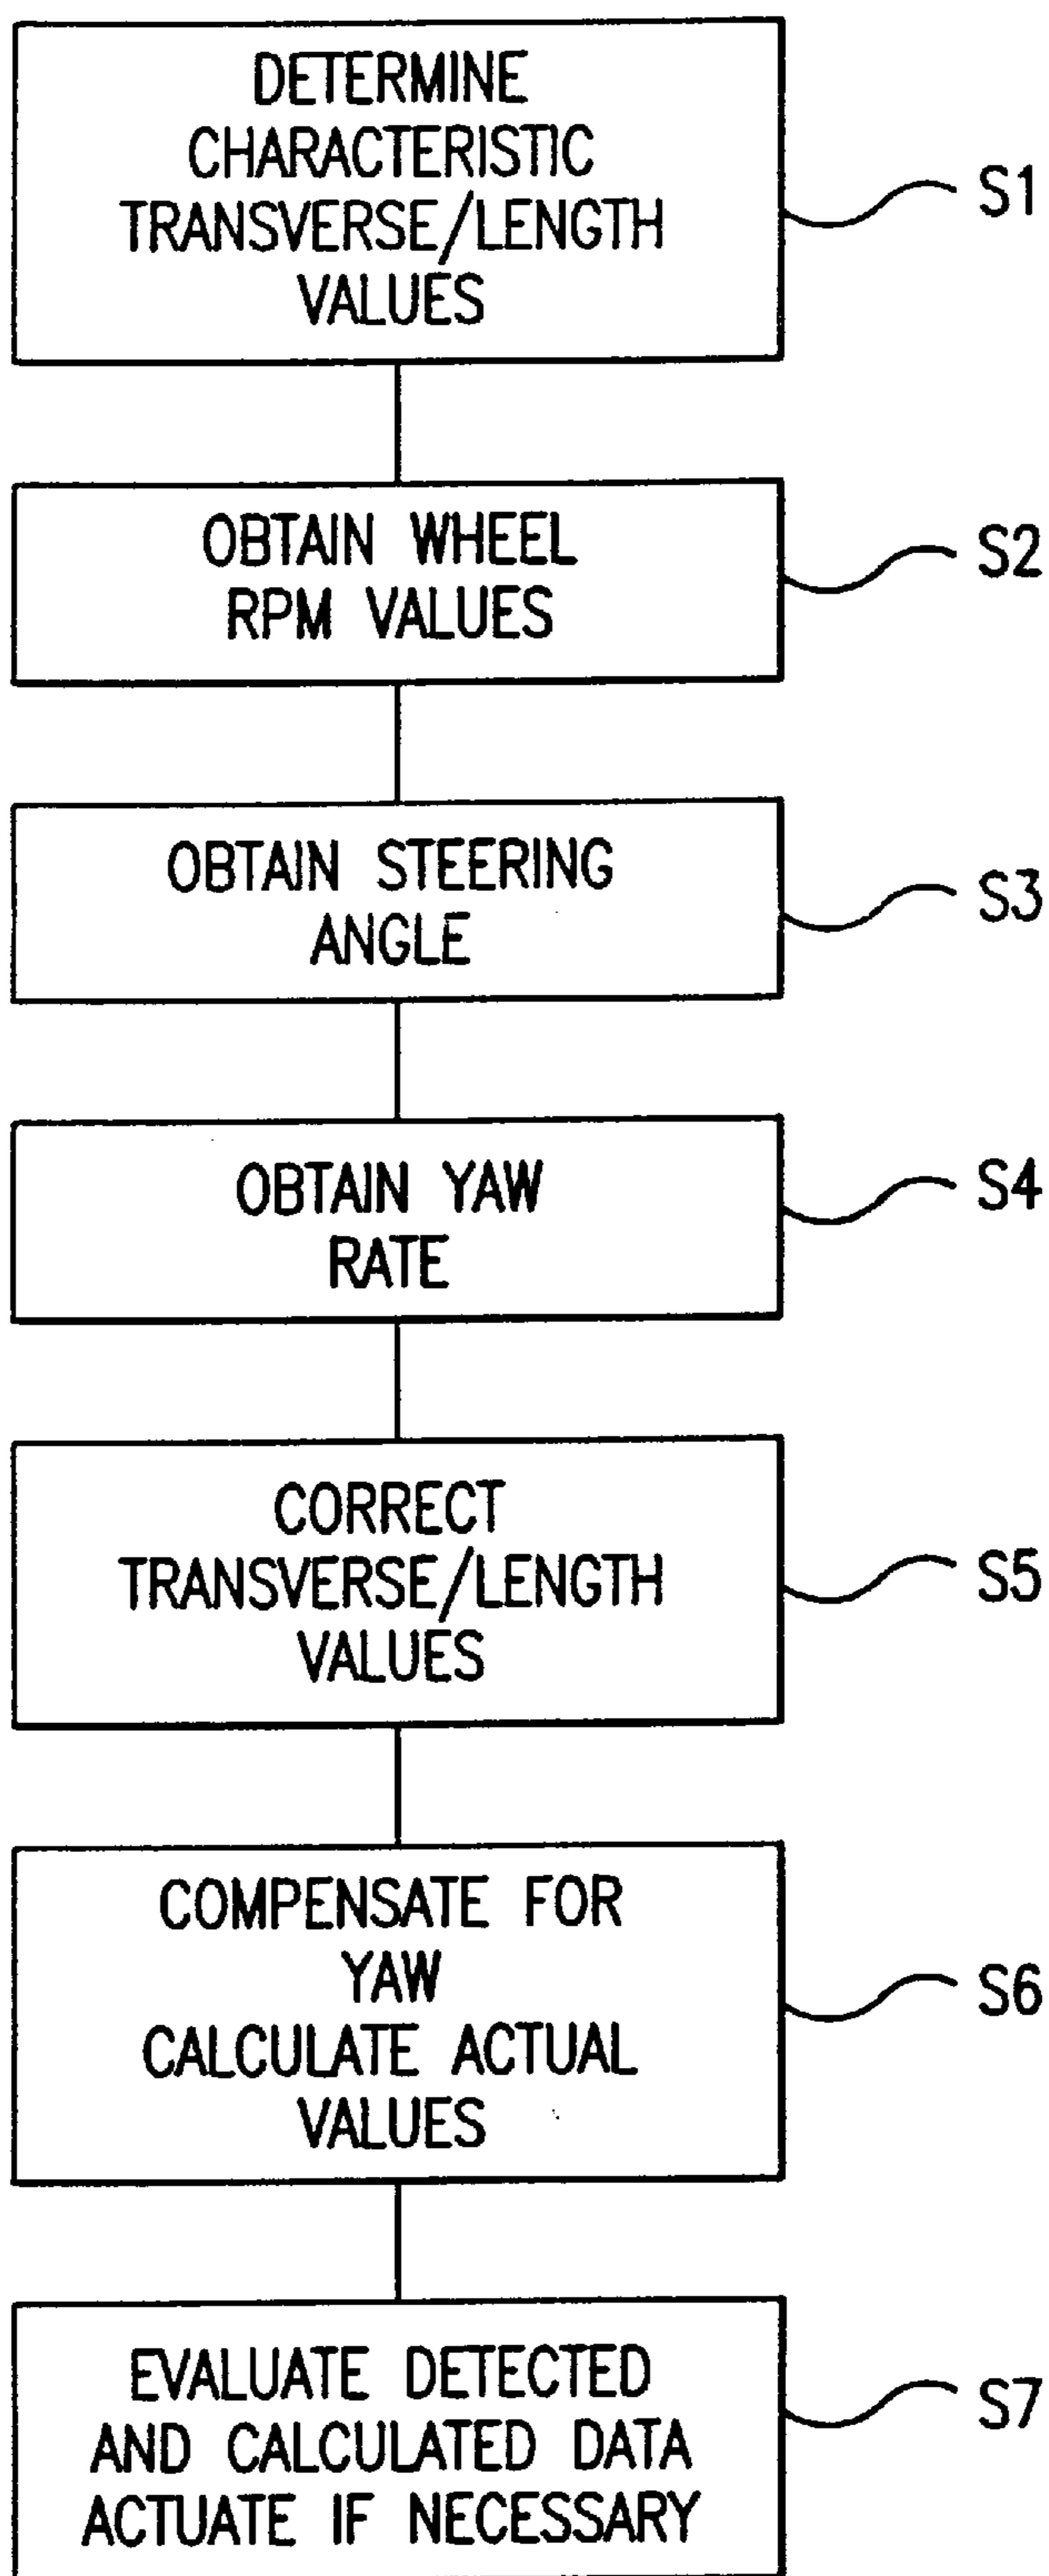 DETERMINE
CHARACTERISTIC
TRANSVERSE/LENGTH
VALUES
S1
OBTAIN WHEEL
RPM VALUES
S2
OBTAIN STEERING
ANGLE
S3
OBTAIN YAW
RATE
S4
CORRECT
TRANSVERSE/LENGTH
VALUES
S5
COMPENSATE FOR
YAW
CALCULATE ACTUAL
VALUES
S6
EVALUATE DETECTED
AND CALCULATED DATA
ACTUATE IF NECESSARY
S7